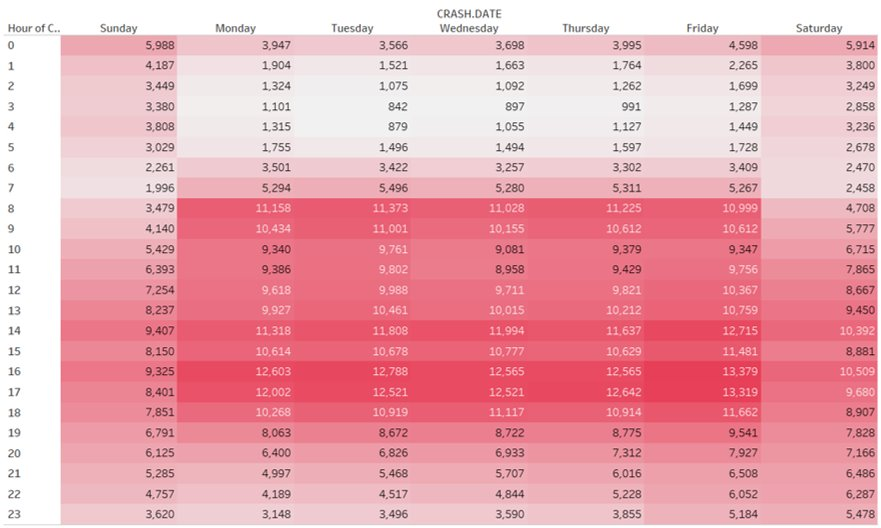 CRASH.DATE
Hour of C.. Sunday Monday Tuesday Wednesday Thursday Friday Saturday
0 5,988 3,947 3,566 3,698 3,995 4,598 5,914
1 4,187 1,904 1,521 1,663 1,764 2,265 3,800
2 3,449 1,324 1,075 1,092 1,262 1,699 3,249
3 3,380 1,101 842 897 991 1,287 2,858
4 3,808 1,315 879 1,055 1,127 1,449 3,236
5 3,029 1,755 1,496 1,494 1,597 1,728 2,678
6 2,261 3,501 3,422 3,257 3,302 3,409 2,470
7 1,996 5,294 5,496 5,280 5,311 5,267 2,458
8 3,479 11,158 11,373 11,028 11,225 10,999 4,708
9 4,140 10,434 11,001 10,155 10,612 10,612 5,777
10 5,429 9,340 9,761 9,081 9,379 9,347 6,715
11 6,393 9,386 9,802 8,958 9,429 9,756 7,865
12 7,254 9,618 9,988 9,711 9,821 10,367 8,667
13 8,237 9,927 10,461 10,015 10,212 10,759 9,450
14 9,407 11,318 11,808 11,994 11,637 12,715 10,392
15 8,150 10,614 10,678 10,777 10,629 11,481 8,881
16 9,325 12,603 12,788 12,565 12,565 13,379 10,509
17 8,401 12,002 12,521 12,521 12,642 13,319 9,680
18 7,851 10,268 10,919 11,117 10,914 11,662 8,907
19 6,791 8,063 8,672 8,722 8,775 9,541 7,828
20 6,125 6,400 6,826 6,933 7,312 7,927 7,166
21 5,285 4,997 5,468 5,707 6,016 6,508 6,486
22 4,757 4,189 4,517 4,844 5,228 6,052 6,287
23 3,620 3,148 3,496 3,590 3,855 5,184 5,478